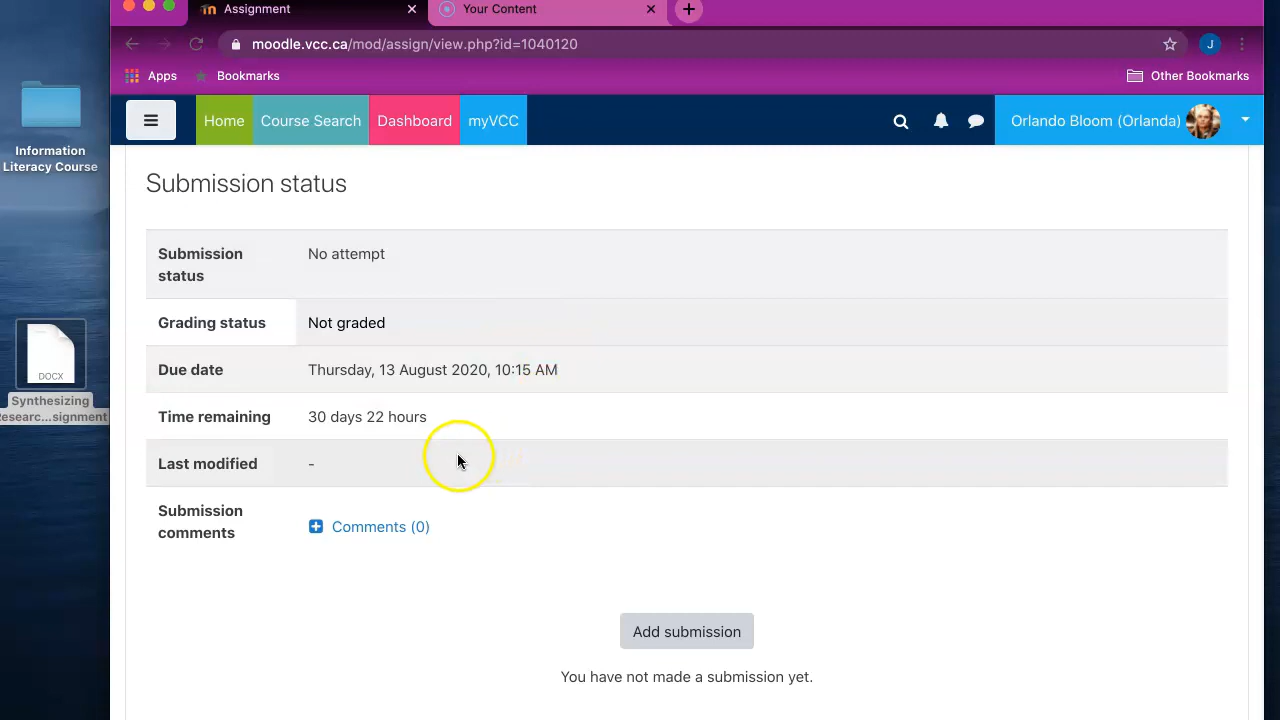 Assignment
Your Content
moodle.vcc.ca/mod/assign/view.php?id=1040120
J
Apps
Bookmarks
Other Bookmarks
Home
Course Search
Dashboard
myVCC
Orlando Bloom (Orlanda)
Information
Literacy Course
DOCX
Synthesizing
Researc...signment
Submission status
Submission
status
No attempt
Grading status
Not graded
Due date
Thursday, 13 August 2020, 10:15 AM
Time remaining
30 days 22 hours
Last modified
-
Submission
comments
Comments (0)
Add submission
You have not made a submission yet.